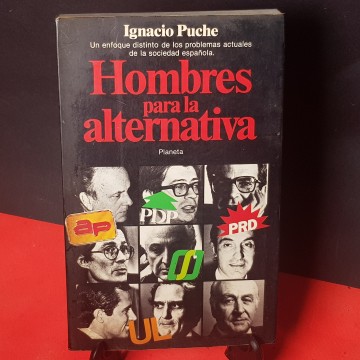 Ignacio Puche
Un enfoque distinto de los problemas actuales
de la sociedad española.
Hombres
para la
alternativa
Planeta
PDP
ap
PRD
UL